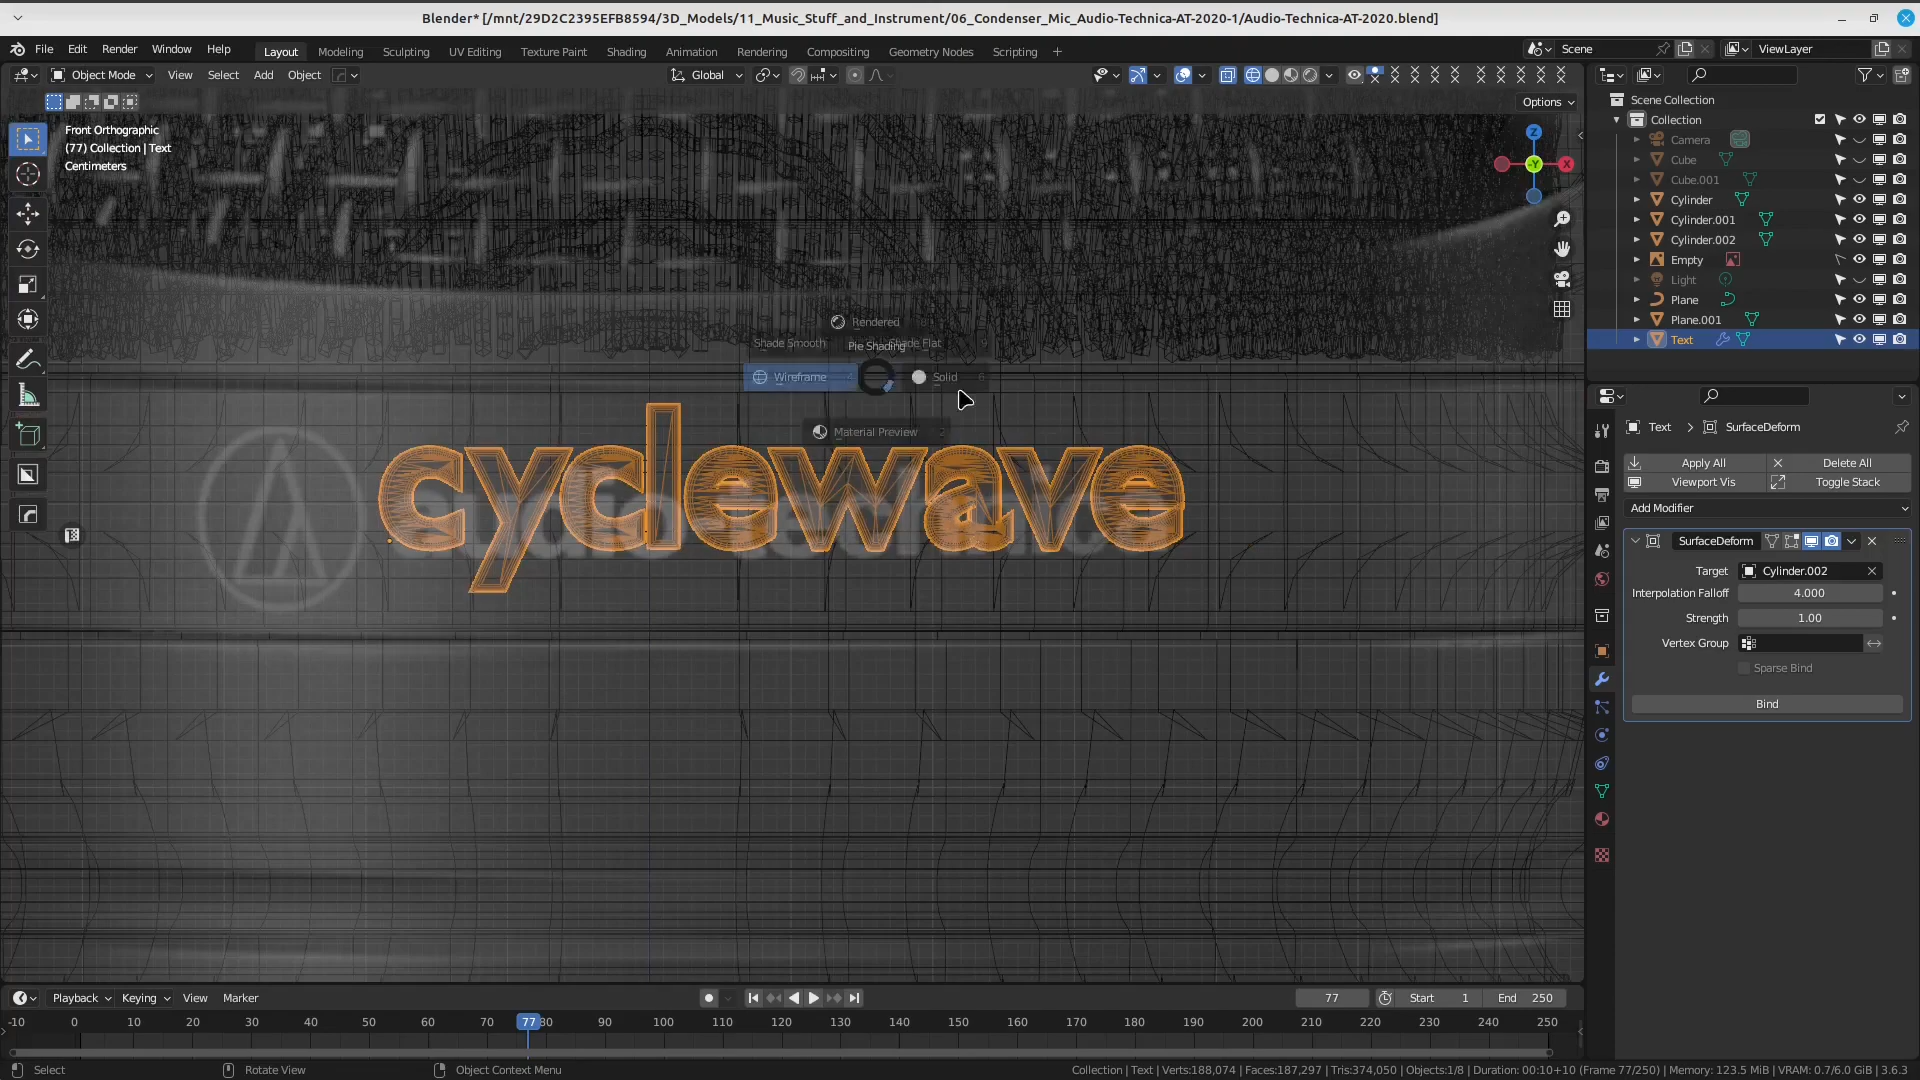 Blender* [/mnt/29D2C2395EFB8594/3D_Models/11_Music_Stuff_and_Instrument/06_Condenser_Mic_Audio-Technica-AT-2020-1/Audio-Technica-AT-2020.blend]
File Edit Render Window Help Layout Modeling Sculpting UV Editing Texture Paint Shading Animation Rendering Compositing Geometry Nodes Scripting + Scene ViewLayer
Object Mode View Select Add Object Global
Options
Front Orthographic
(77) Collection | Text
Centimeters
Z
Y
X
Rendered 8
Shade Smooth Shade Flat 9
Pie Shading
Wireframe 4 Solid 6
Material Preview 2
cyclewave
Scene Collection
Collection
Camera
Cube
Cube.001
Cylinder
Cylinder.001
Cylinder.002
Empty
Light
Plane
Plane.001
Text
Text > SurfaceDeform
Apply All Delete All
Viewport Vis Toggle Stack
Add Modifier
SurfaceDeform
Target Cylinder.002
Interpolation Falloff 4.000
Strength 1.00
Vertex Group
Sparse Bind
Bind
Playback Keying View Marker 77 Start 1 End 250
-10 0 10 20 30 40 50 60 70 77 80 90 100 110 120 130 140 150 160 170 180 190 200 210 220 230 240 250
Select Rotate View Object Context Menu Collection | Text | Verts:188,074 | Faces:187,297 | Tris:374,050 | Objects:1/8 | Duration: 00:10+10 (Frame 77/250) | Memory: 123.5 MiB | VRAM: 0.7/6.0 GiB | 3.6.3